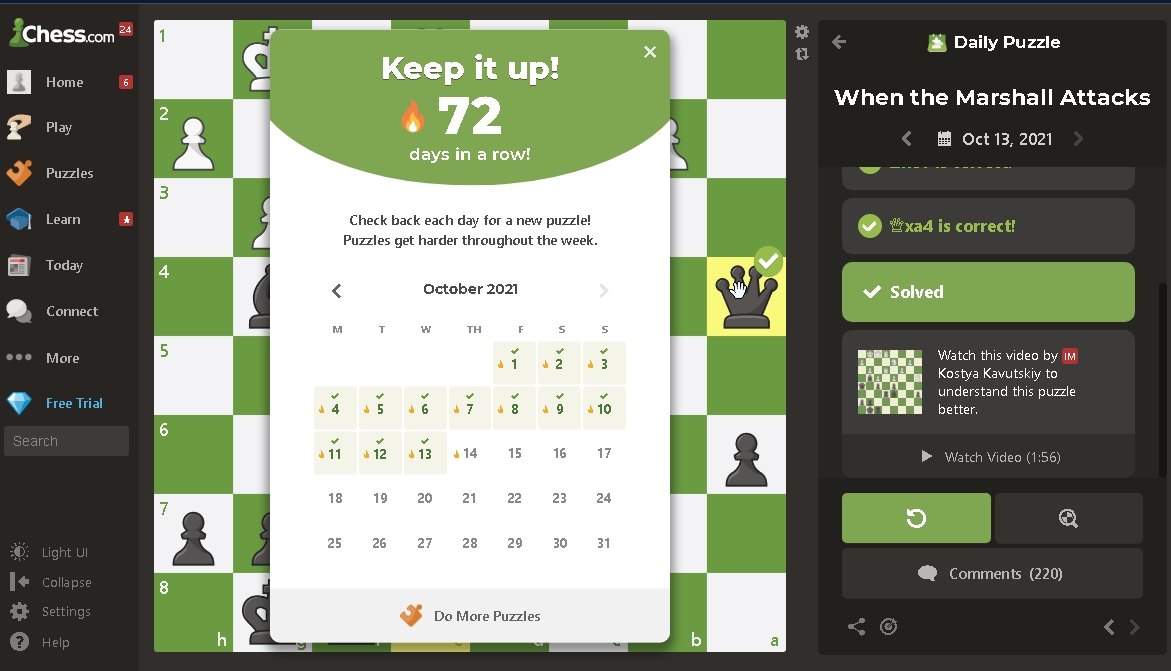 Chess.com 24
Home 6
Play
Puzzles
Learn
Today
Connect
More
Free Trial
Search
Light UI
Collapse
Settings
Help
1
2
3
4
5
6
7
8
h
g
d
b
a
Keep it up!
72
days in a row!
Check back each day for a new puzzle!
Puzzles get harder throughout the week.
October 2021
M T W TH F S S
1 2 3
4 5 6 7 8 9 10
11 12 13 14 15 16 17
18 19 20 21 22 23 24
25 26 27 28 29 30 31
Do More Puzzles
Daily Puzzle
When the Marshall Attacks
Oct 13, 2021
♕xa4 is correct!
Solved
Watch this video by IM
Kostya Kavutskiy to
understand this puzzle
better.
Watch Video (1:56)
Comments (220)